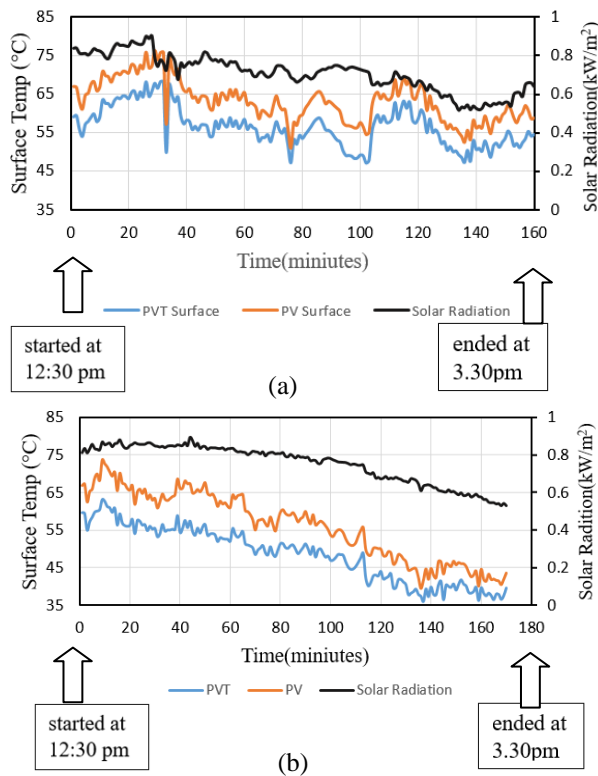 (a)
Surface Temp (°C)
85
75
65
55
45
35
1
0.8
0.6
0.4
0.2
0
Solar Radiation(kW/m2)
0 20 40 60 80 100 120 140 160
Time(miniutes)
PVT Surface PV Surface Solar Radiation
started at
12:30 pm
ended at
3.30pm
(a)
Surface Temp (°C)
85
75
65
55
45
35
1
0.8
0.6
0.4
0.2
0
Solar Radition(kW/m2)
0 20 40 60 80 100 120 140 160 180
Time(miniutes)
PVT PV Solar Radiation
started at
12:30 pm
ended at
3.30pm
(b)